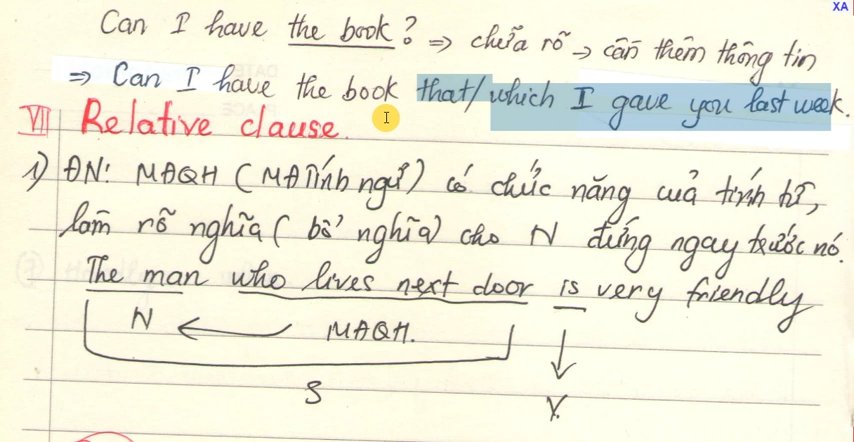 XA
Can I have the book? => chưa rõ → cần thêm thông tin
=> Can I have the book that/which I gave you last week.
VII Relative clause.
1) ĐN: MĐQH (MĐ Tính ngữ) có chức năng của tính từ,
làm rõ nghĩa (bổ nghĩa) cho N đứng ngay trước nó.
The man who lives next door is very friendly
N ← MĐQH.
S
V.